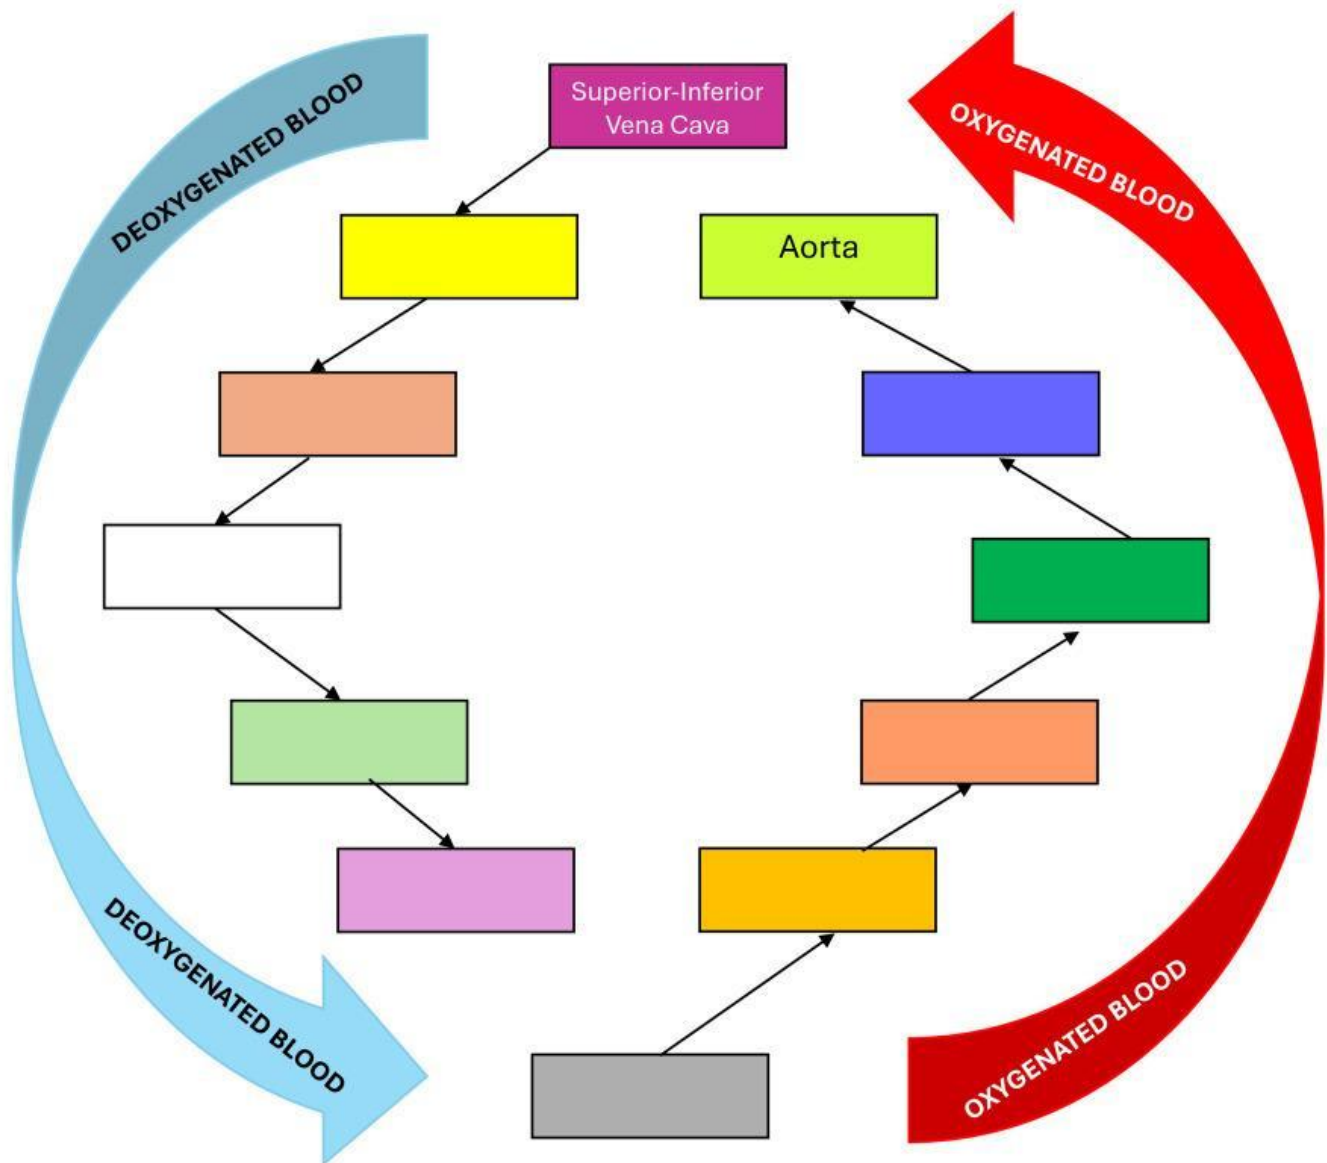 DEOXYGENATED BLOOD
Superior-Inferior
Vena Cava
OXYGENATED BLOOD
Aorta
DEOXYGENATED BLOOD
OXYGENATED BLOOD